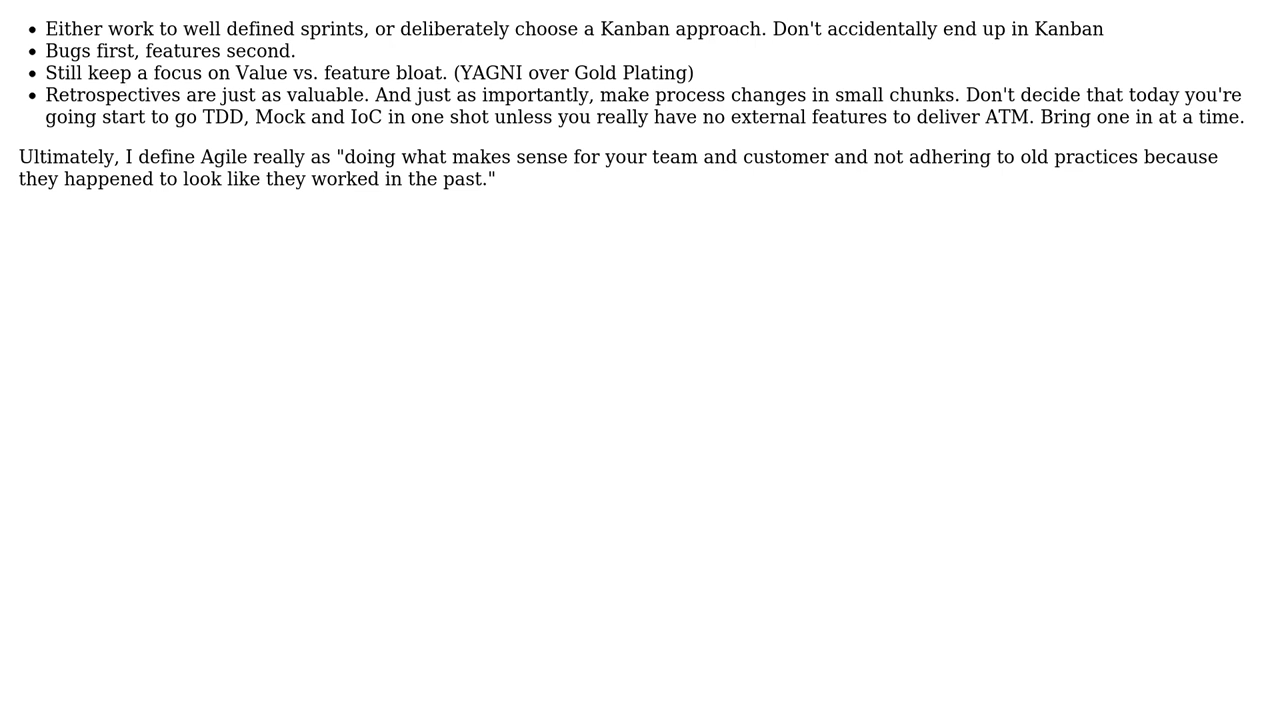 • Either work to well defined sprints, or deliberately choose a Kanban approach. Don't accidentally end up in Kanban
• Bugs first, features second.
• Still keep a focus on Value vs. feature bloat. (YAGNI over Gold Plating)
• Retrospectives are just as valuable. And just as importantly, make process changes in small chunks. Don't decide that today you're
going start to go TDD, Mock and IoC in one shot unless you really have no external features to deliver ATM. Bring one in at a time.
Ultimately, I define Agile really as "doing what makes sense for your team and customer and not adhering to old practices because
they happened to look like they worked in the past."